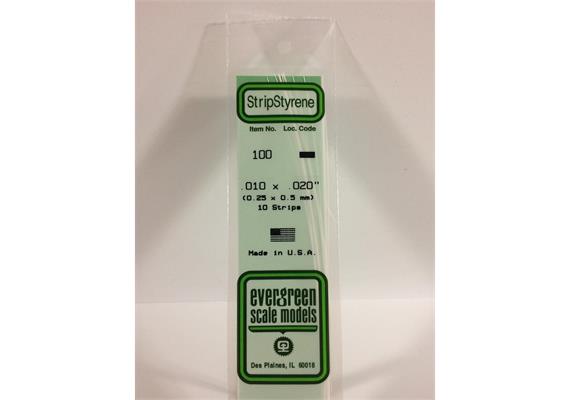 StripStyrene
Item No. Loc. Code
100
.010 x .020"
(0.25 x 0.5 mm)
10 Strips
Made in U.S.A.
evergreen
scale models
Des Plaines, IL 60018